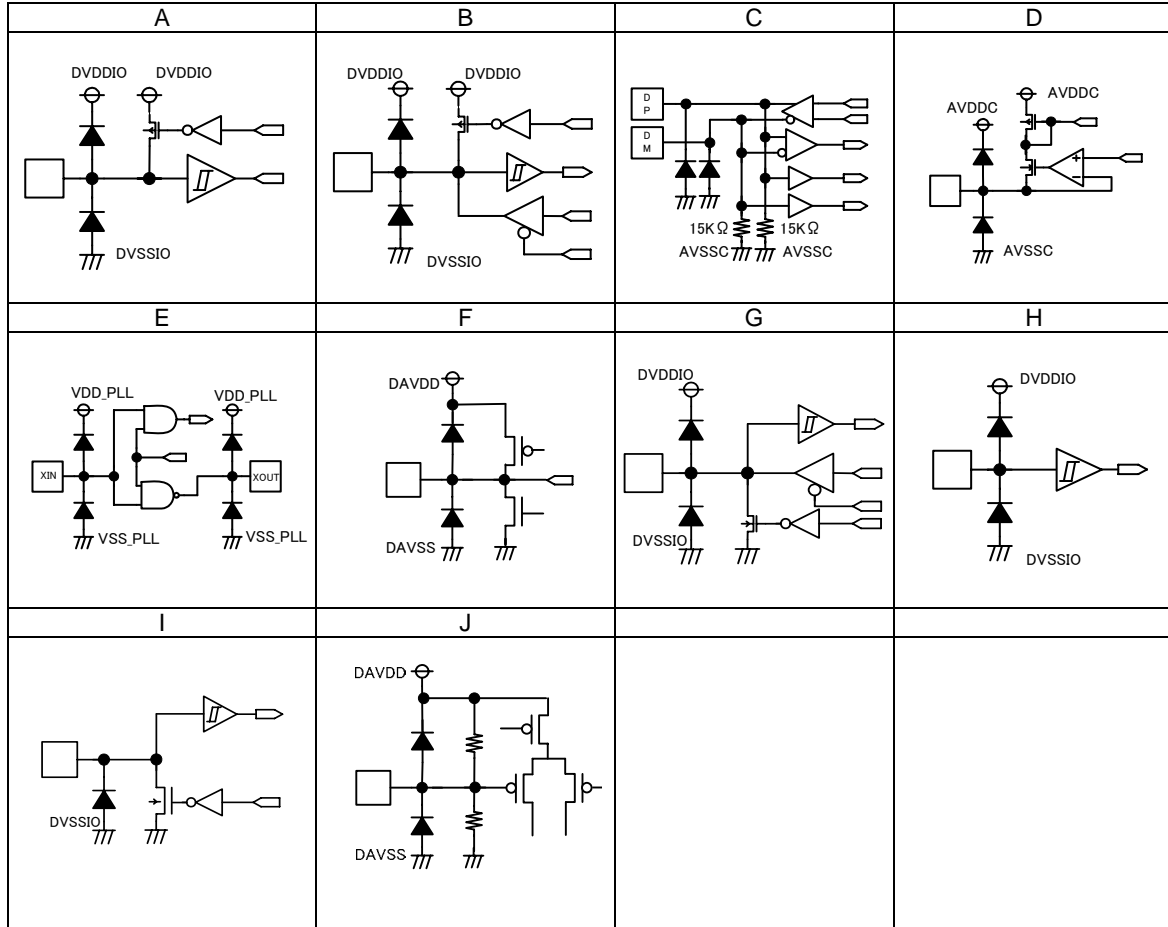 A
B
C
D
DVDDIO
DVDDIO
DVSSIO
DVDDIO
DVDDIO
DVSSIO
D
P
D
M
15KΩ
15KΩ
AVSSC
AVSSC
AVDDC
AVDDC
+
−
AVSSC
E
F
G
H
VDD_PLL
VDD_PLL
XIN
XOUT
VSS_PLL
VSS_PLL
DAVDD
DAVSS
DVDDIO
DVSSIO
DVDDIO
DVSSIO
I
J
DVSSIO
DAVDD
DAVSS